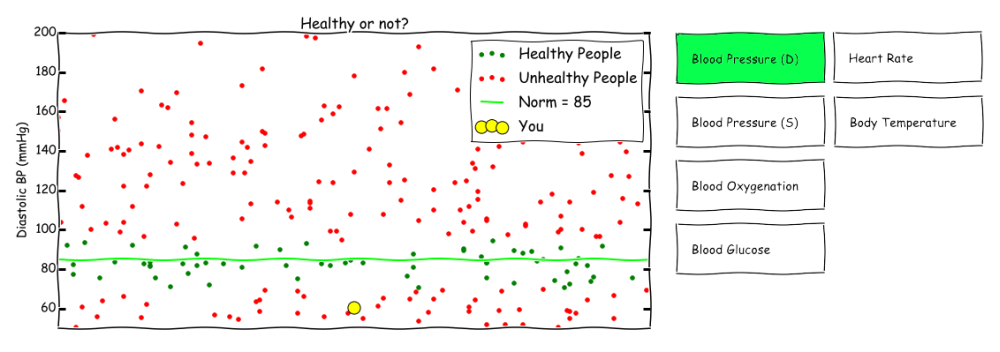 Healthy or not?
200
180
160
140
120
100
80
60
Diastolic BP (mmHg)
Healthy People
Unhealthy People
Norm = 85
You
Blood Pressure (D)
Heart Rate
Blood Pressure (S)
Body Temperature
Blood Oxygenation
Blood Glucose